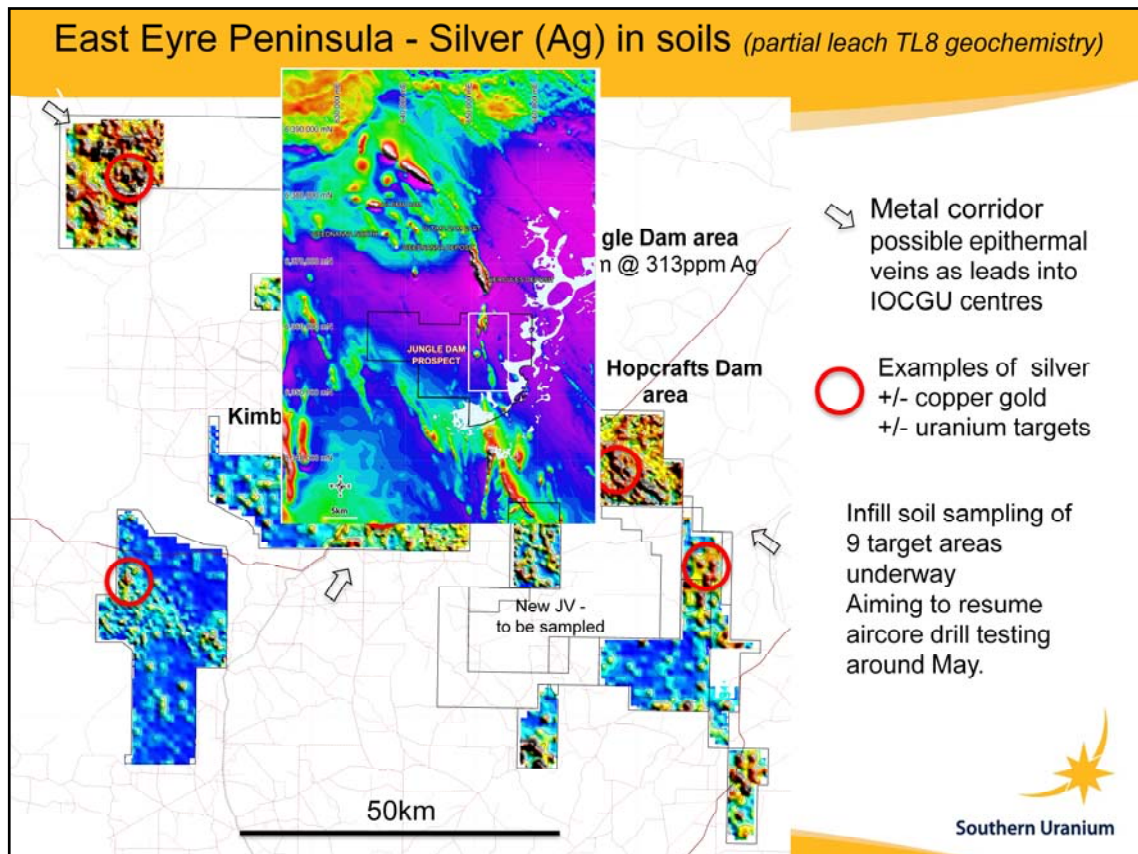 East Eyre Peninsula - Silver (Ag) in soils (partial leach TL8 geochemistry)
ngle Dam area
m @ 313ppm Ag
JUNGLE DAM
PROSPECT
5km
Hopcrafts Dam
area
Kimb
New JV -
to be sampled
50km
Metal corridor
possible epithermal
veins as leads into
IOCGU centres
Examples of silver
+/- copper gold
+/- uranium targets
Infill soil sampling of
9 target areas
underway
Aiming to resume
aircore drill testing
around May.
Southern Uranium